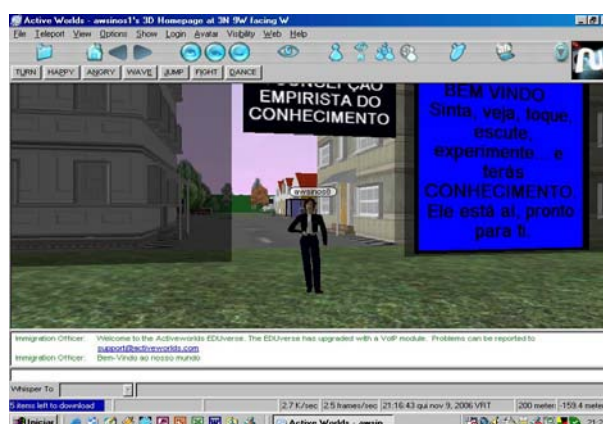 Active Worlds - awsinos1's 3D Homepage at 3N 9W facing W
File Teleport View Options Show Login Avatar Visibility Web Help
TURN HAPPY ANGRY WAVE JUMP FIGHT DANCE
CONCEPÇÃO
EMPIRISTA DO
CONHECIMENTO
BEM VINDO
Sinta, veja, toque,
escute,
experimente... e
terás
CONHECIMENTO.
Ele está aí, pronto
para ti.
Immigration Officer: Welcome to the Activeworlds EDUverse. The EDUverse has upgraded with a VoIP module. Problems can be reported to
support@activeworlds.com
Immigration Officer: Bem-Vindo ao nosso mundo
Whisper To
5 items left to download 2.7 K/sec 2.5 frames/sec 21:16:43 qui nov 9, 2006 VRT 200 meter -159.4 meter
Iniciar Active Worlds - awsin...